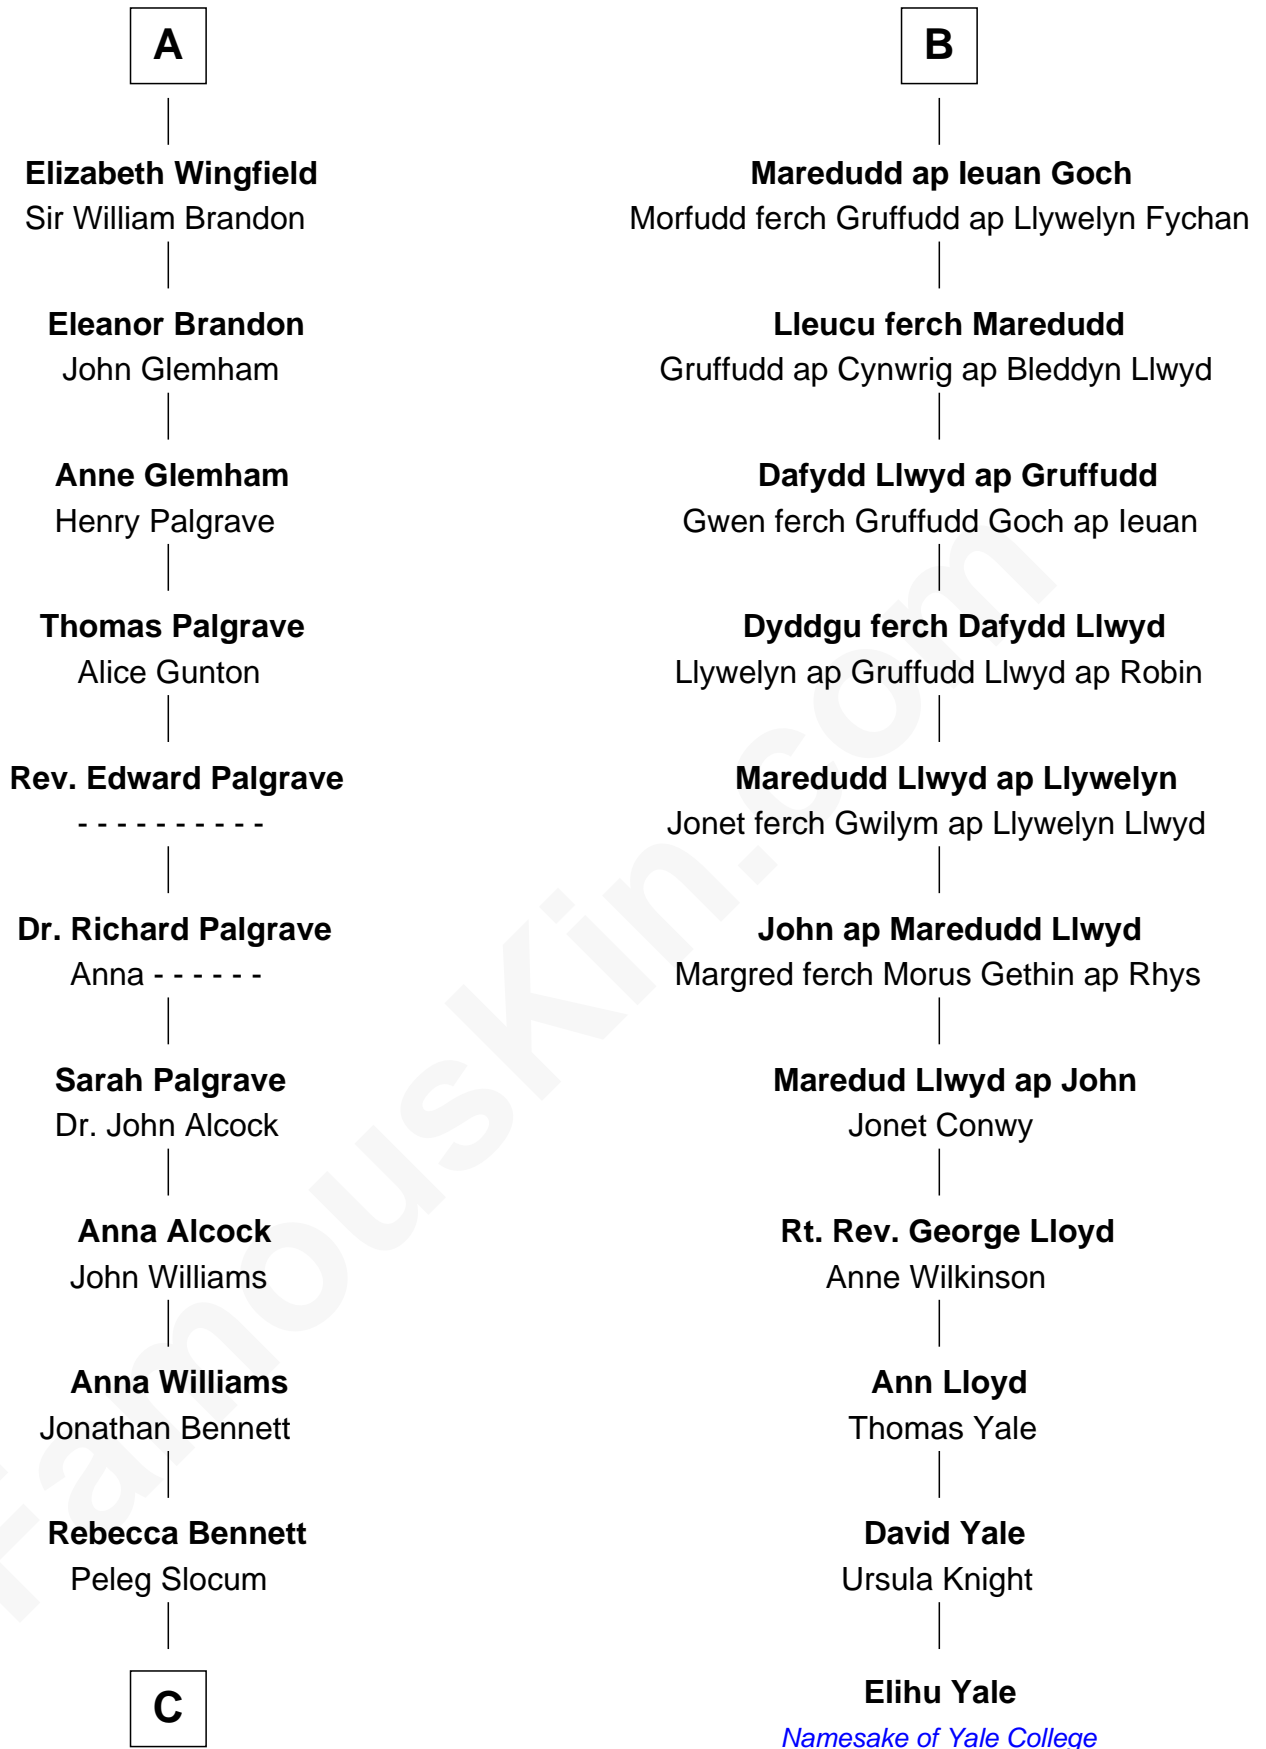 A
Elizabeth Wingfield
Sir William Brandon
Eleanor Brandon
John Glemham
Anne Glemham
Henry Palgrave
Thomas Palgrave
Alice Gunton
Rev. Edward Palgrave
- - - - - - - - - -
Dr. Richard Palgrave
Anna - - - - - -
Sarah Palgrave
Dr. John Alcock
Anna Alcock
John Williams
Anna Williams
Jonathan Bennett
Rebecca Bennett
Peleg Slocum
C
B
Maredudd ap Ieuan Goch
Morfudd ferch Gruffudd ap Llywelyn Fychan
Lleucu ferch Maredudd
Gruffudd ap Cynwrig ap Bleddyn Llwyd
Dafydd Llwyd ap Gruffudd
Gwen ferch Gruffudd Goch ap Ieuan
Dyddgu ferch Dafydd Llwyd
Llywelyn ap Gruffudd Llwyd ap Robin
Maredudd Llwyd ap Llywelyn
Jonet ferch Gwilym ap Llywelyn Llwyd
John ap Maredudd Llwyd
Margred ferch Morus Gethin ap Rhys
Maredud Llwyd ap John
Jonet Conwy
Rt. Rev. George Lloyd
Anne Wilkinson
Ann Lloyd
Thomas Yale
David Yale
Ursula Knight
Elihu Yale
Namesake of Yale College
FamousKin.com